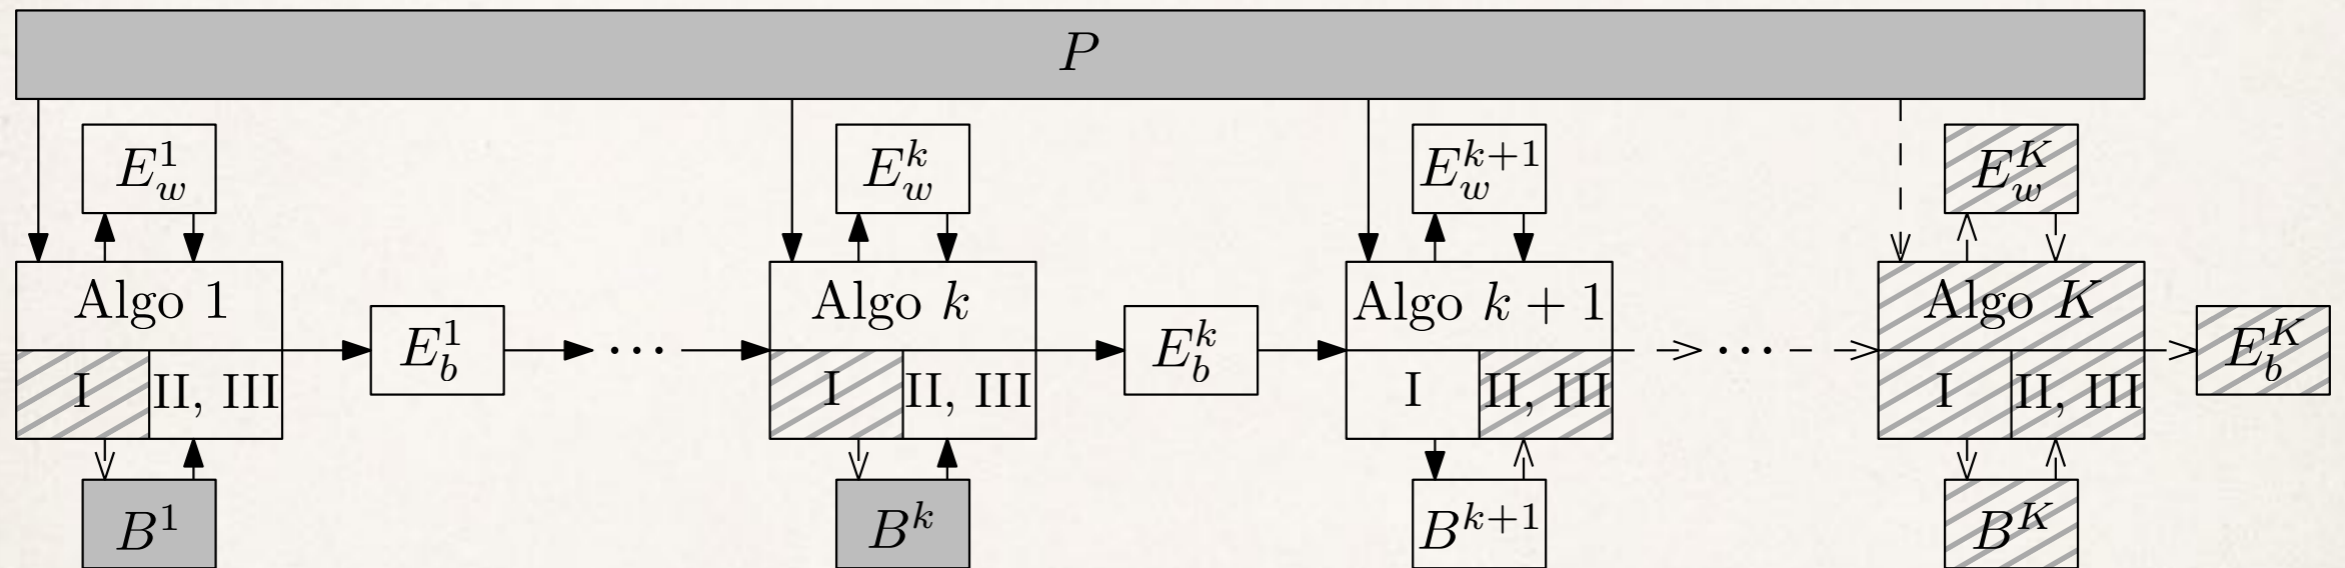 P
E_w^1
E_w^k
E_w^{k+1}
E_w^K
Algo 1
Algo k
Algo k + 1
Algo K
E_b^1
···
E_b^k
···
E_b^K
I
II, III
I
II, III
I
II, III
I
II, III
B^1
B^k
B^{k+1}
B^K